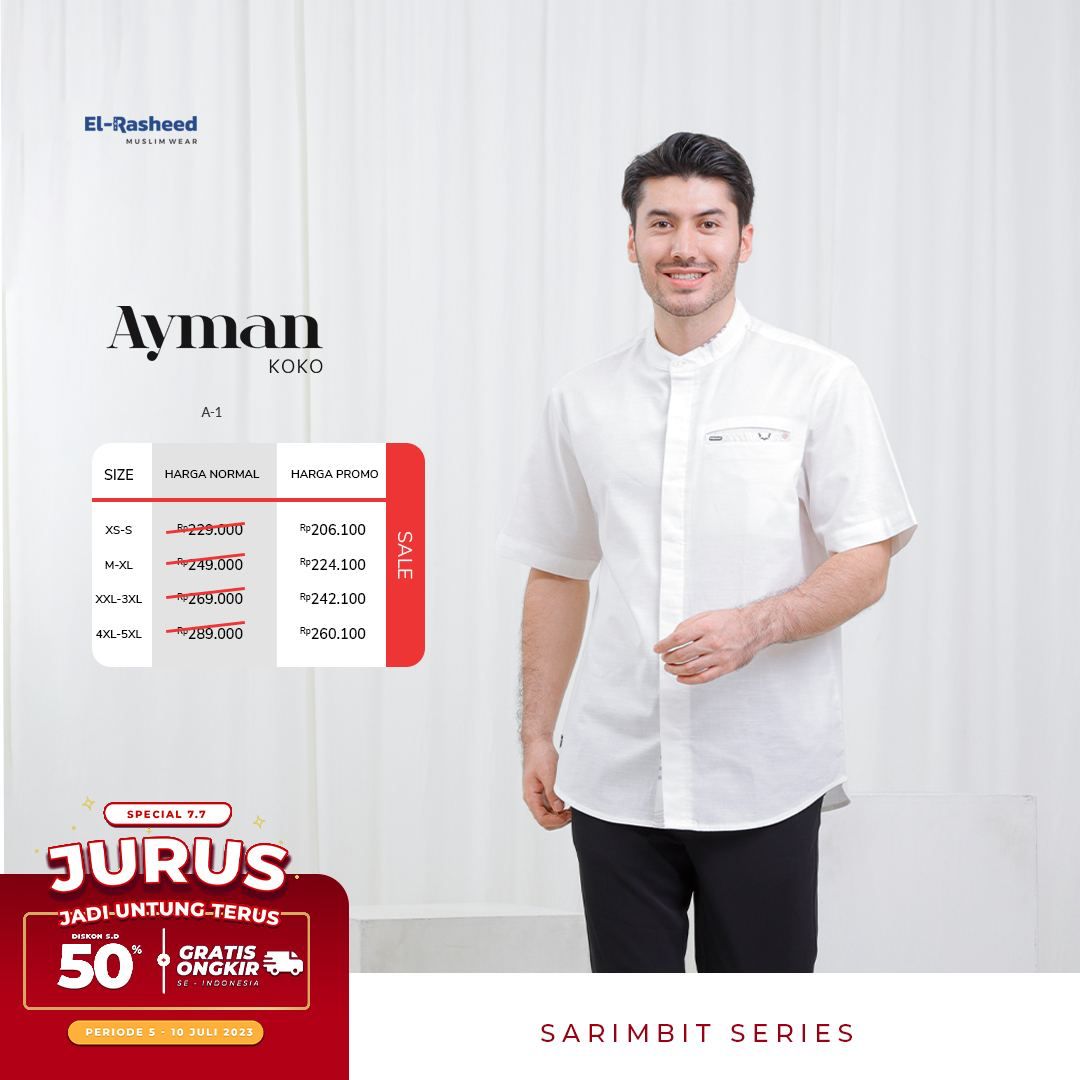 El-Rasheed
MUSLIM WEAR
Ayman
KOKO
A-1
SIZE HARGA NORMAL HARGA PROMO
XS-S Rp229.000 Rp206.100
M-XL Rp249.000 Rp224.100
XXL-3XL Rp269.000 Rp242.100
4XL-5XL Rp289.000 Rp260.100
SALE
SPECIAL 7.7
JURUS
JADI-UNTUNG-TERUS
DISKON S.D
50%
GRATIS
ONGKIR
SE - INDONESIA
PERIODE 5 - 10 JULI 2023
SARIMBIT SERIES